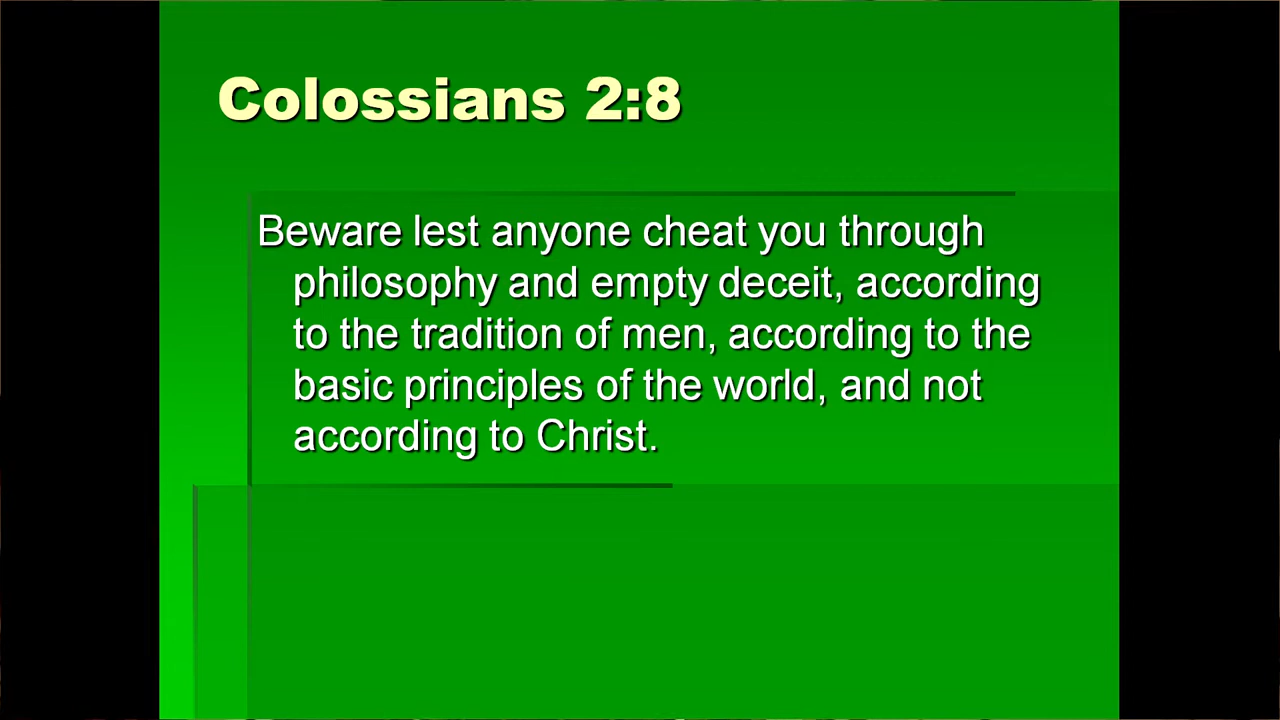 Colossians 2:8
Beware lest anyone cheat you through
philosophy and empty deceit, according
to the tradition of men, according to the
basic principles of the world, and not
according to Christ.